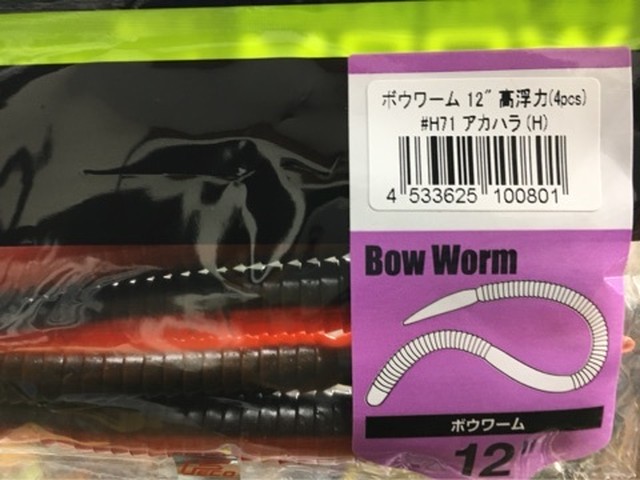 ボウワーム 12" 高浮力(4pcs)
#H71 アカハラ(H)
4 533625 100801
Bow Worm
ボウワーム
12"